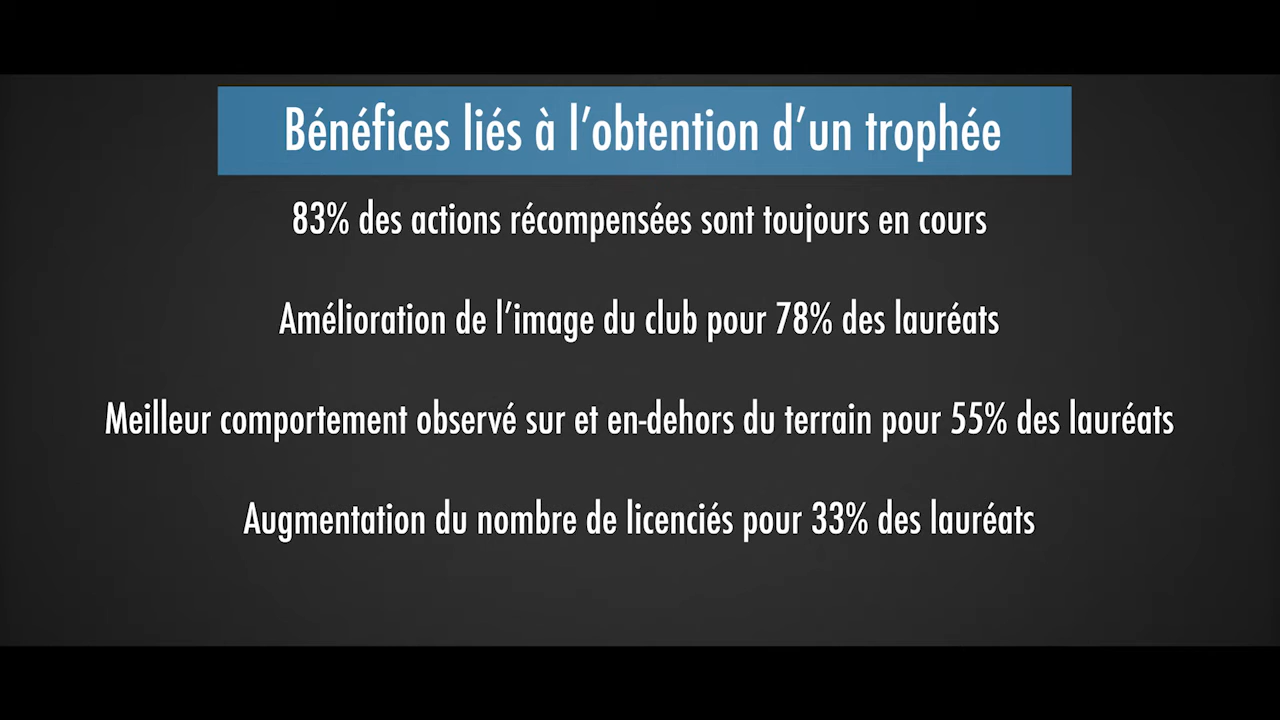 Bénéfices liés à l’obtention d’un trophée
83% des actions récompensées sont toujours en cours
Amélioration de l’image du club pour 78% des lauréats
Meilleur comportement observé sur et en-dehors du terrain pour 55% des lauréats
Augmentation du nombre de licenciés pour 33% des lauréats